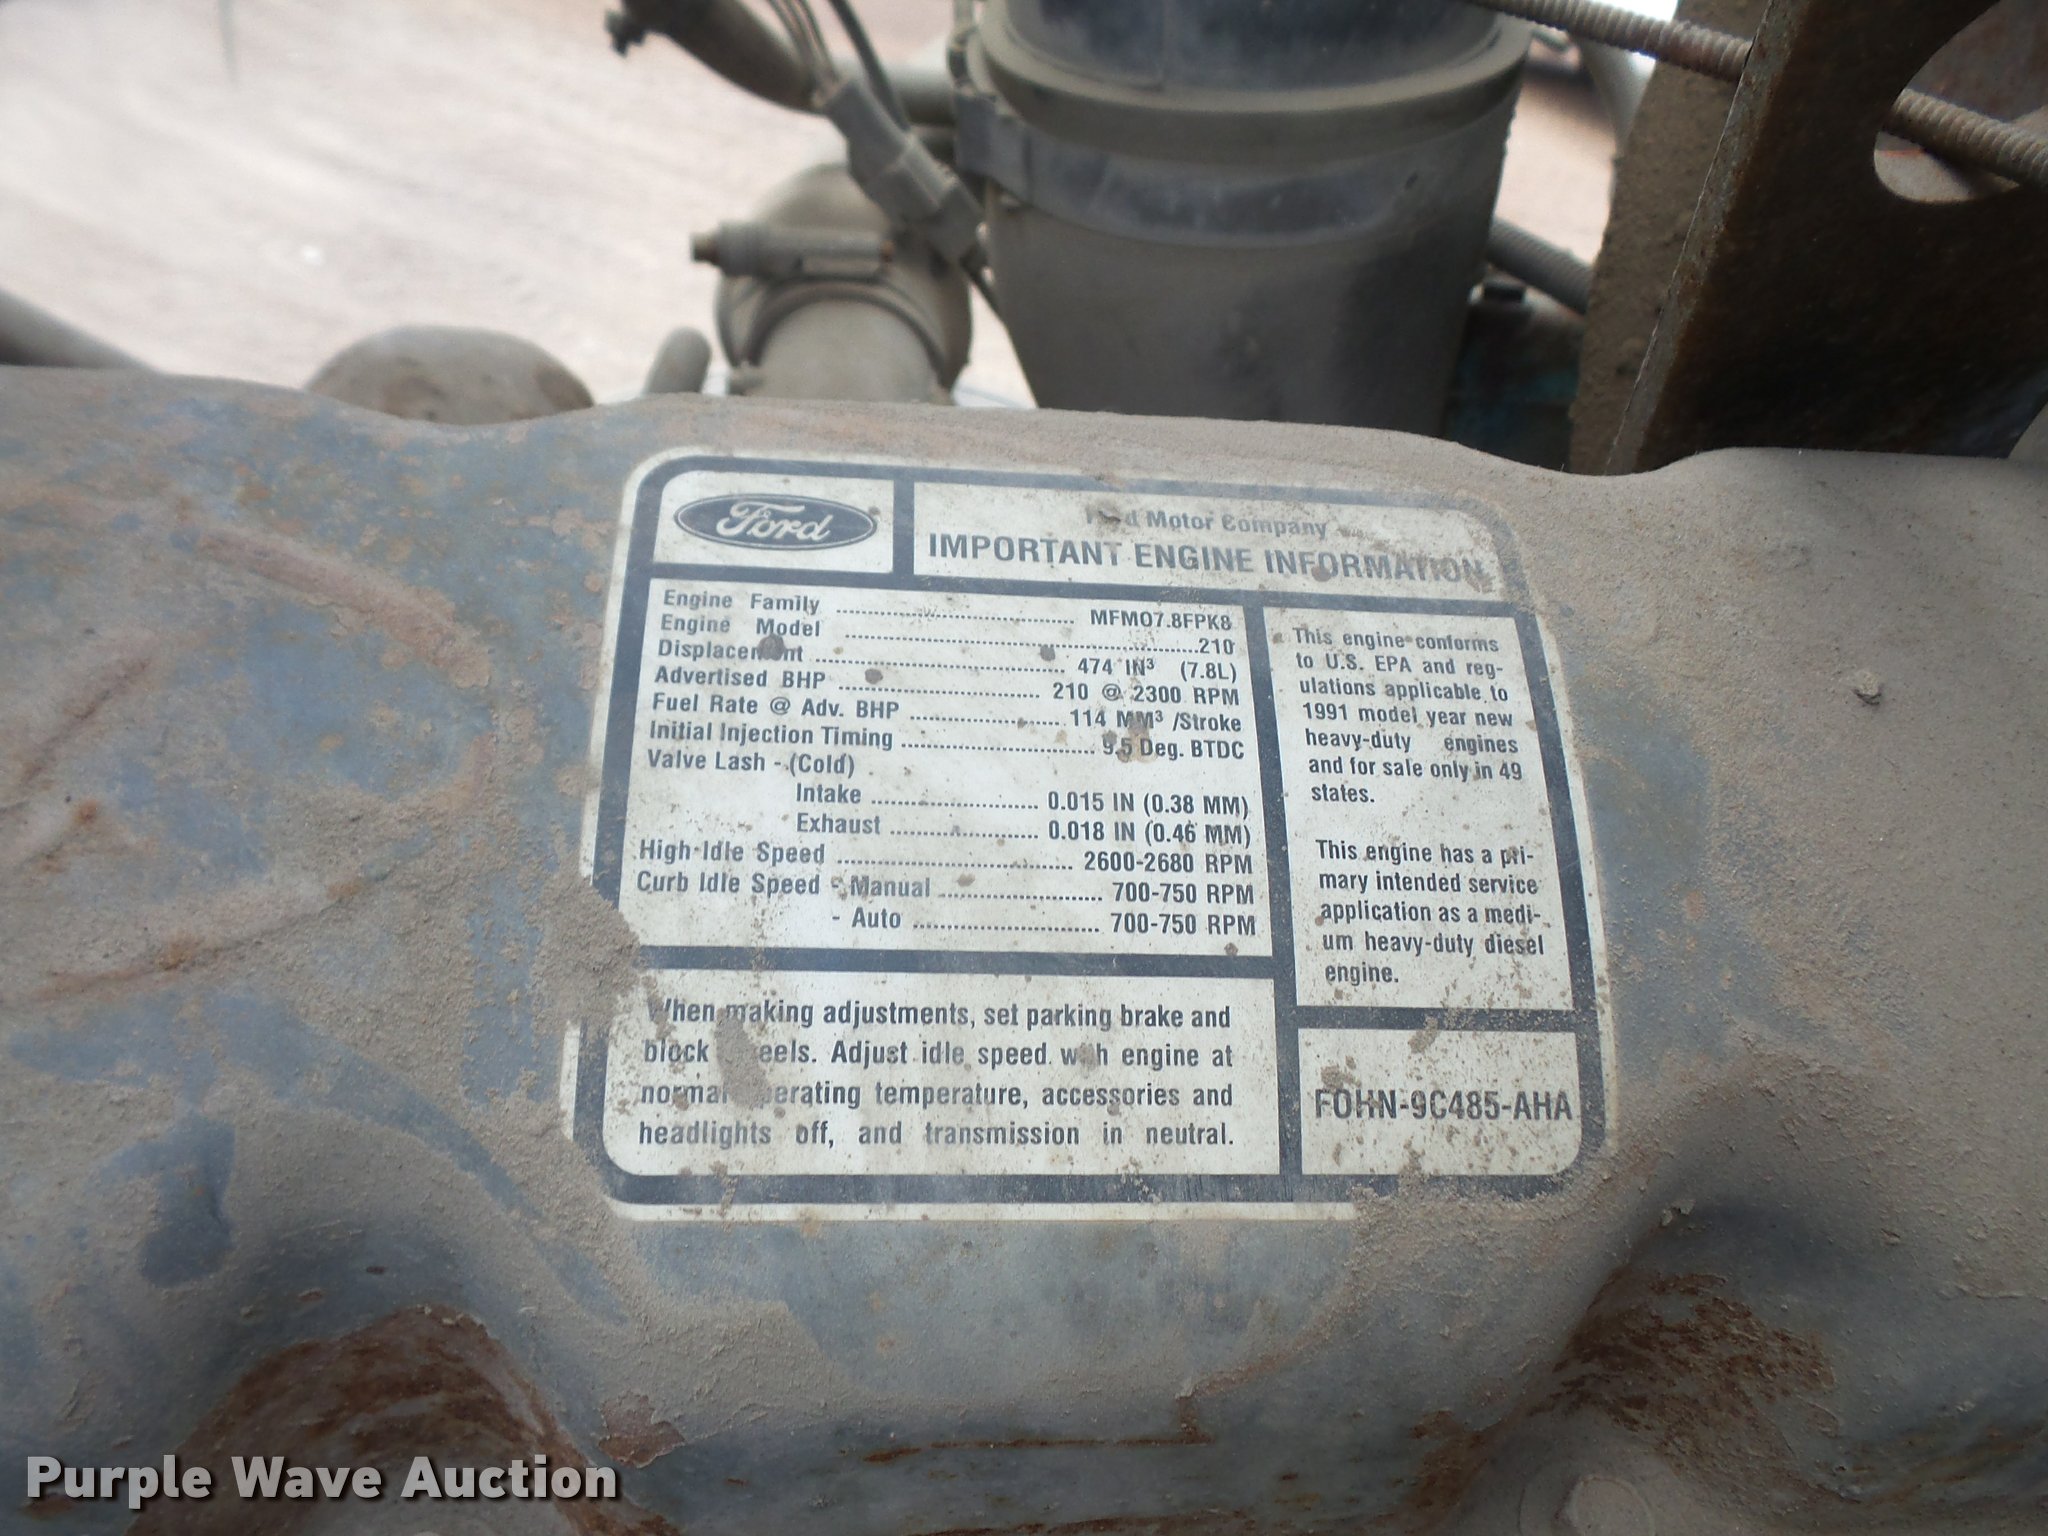 Ford
Motor Company
IMPORTANT ENGINE INFORMATION
Engine Family ........ MFM07.8FPK8
Engine Model ........ 210
Displacement ........ 474 IN³ (7.8L)
Advertised BHP ........ 210 @ 2300 RPM
Fuel Rate @ Adv. BHP ........ 114 MM³ /Stroke
Initial Injection Timing ........ 9.5 Deg. BTDC
Valve Lash - (Cold)
Intake ........ 0.015 IN (0.38 MM)
Exhaust ........ 0.018 IN (0.46 MM)
High Idle Speed ........ 2600-2680 RPM
Curb Idle Speed - Manual ........ 700-750 RPM
- Auto ........ 700-750 RPM
When making adjustments, set parking brake and
block wheels. Adjust idle speed with engine at
normal operating temperature, accessories and
headlights off, and transmission in neutral.
This engine conforms
to U.S. EPA and reg-
ulations applicable to
1991 model year new
heavy-duty engines
and for sale only in 49
states.
This engine has a pri-
mary intended service
application as a medi-
um heavy-duty diesel
engine.
FOHN-9C485-AHA
Purple Wave Auction